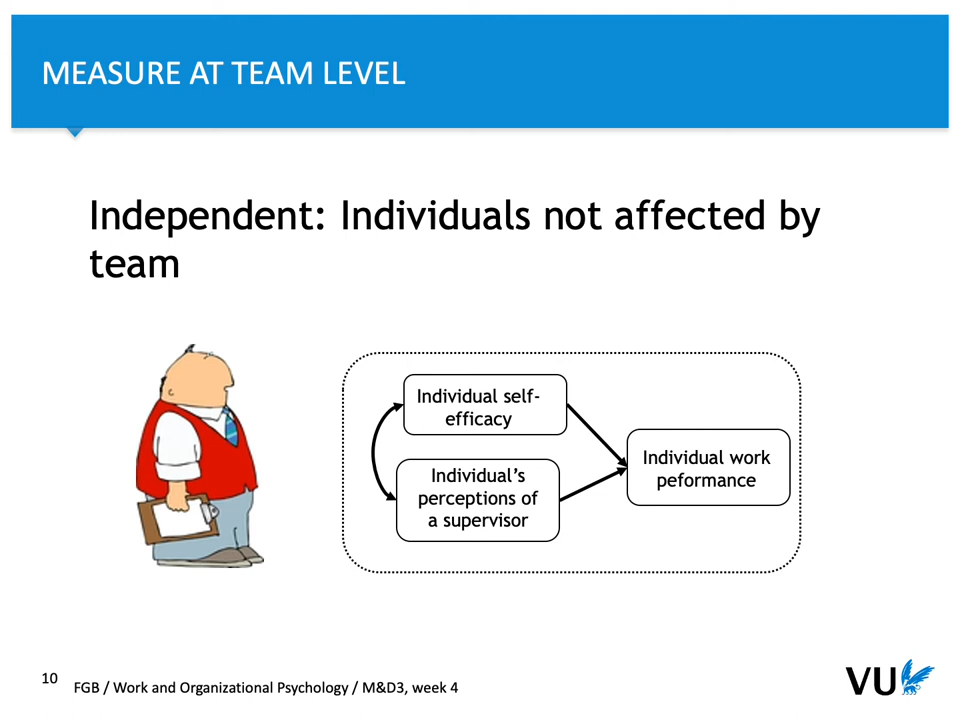 MEASURE AT TEAM LEVEL
Independent: Individuals not affected by
team
Individual self-
efficacy
Individual's
perceptions of
a supervisor
Individual work
peformance
10
FGB / Work and Organizational Psychology / M&D3, week 4
VU